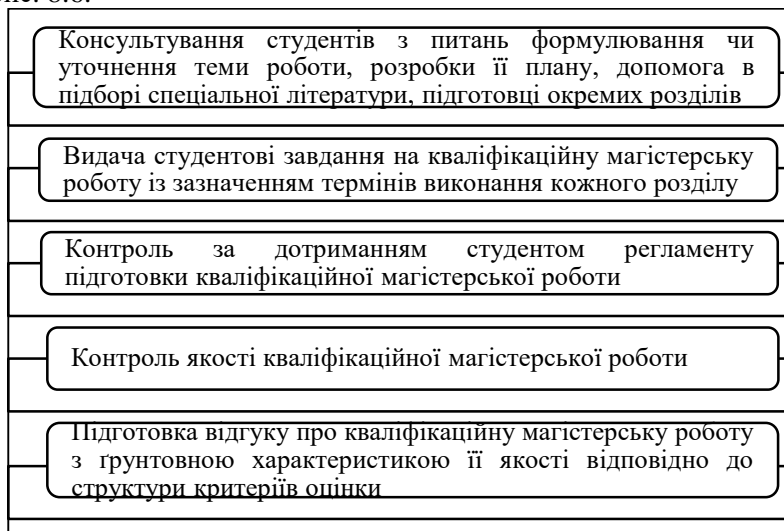 Консультування студентів з питань формулювання чи
уточнення теми роботи, розробки її плану, допомога в
підборі спеціальної літератури, підготовці окремих розділів
Видача студентові завдання на кваліфікаційну магістерську
роботу із зазначенням термінів виконання кожного розділу
Контроль за дотриманням студентом регламенту
підготовки кваліфікаційної магістерської роботи
Контроль якості кваліфікаційної магістерської роботи
Підготовка відгуку про кваліфікаційну магістерську роботу
з ґрунтовною характеристикою її якості відповідно до
структури критеріїв оцінки